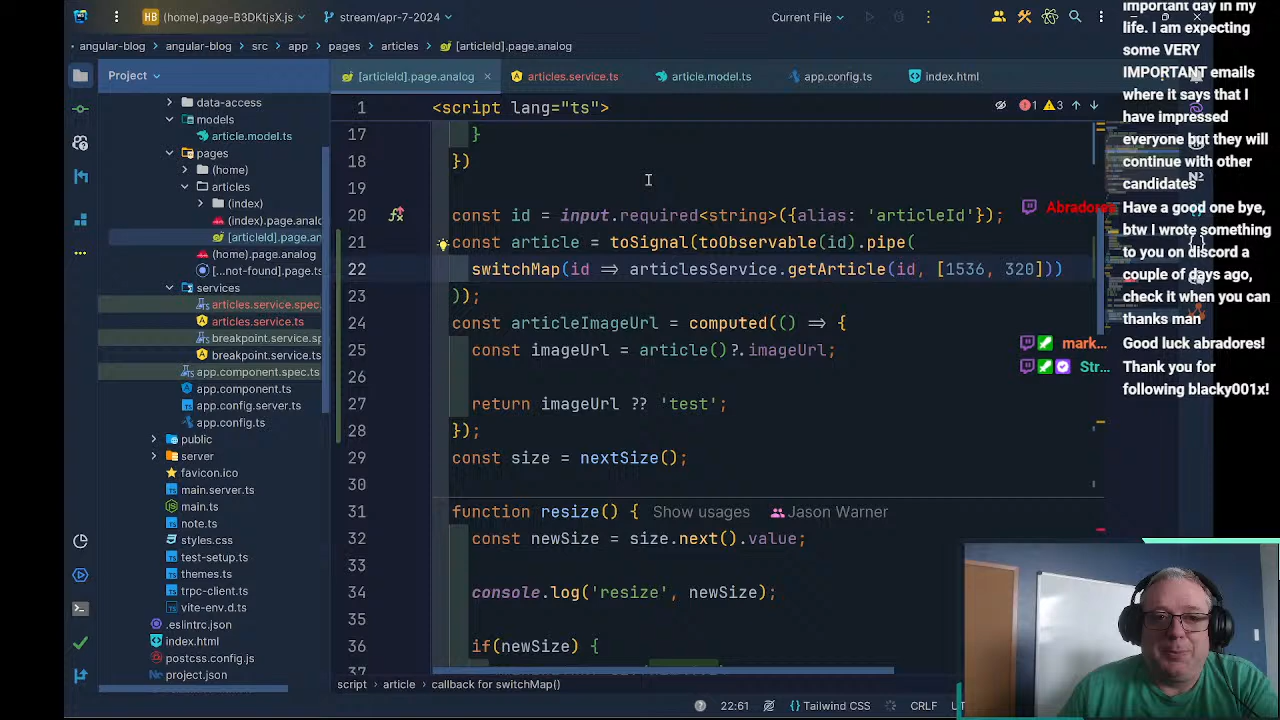 HB
(home).page-B3DKtjsX.js
stream/apr-7-2024
Current File
angular-blog
angular-blog
src
app
pages
articles
[articleId].page.analog
Project
[articleId].page.analog
articles.service.ts
article.model.ts
app.config.ts
index.html
data-access
models
article.model.ts
pages
(home)
articles
(index)
(index).page.analog
[articleId].page.an
(home).page.analog
[...not-found].page
services
articles.service.spec.
articles.service.ts
breakpoint.service.sp
breakpoint.service.ts
app.component.spec.ts
app.component.ts
app.config.server.ts
app.config.ts
public
server
favicon.ico
main.server.ts
main.ts
note.ts
styles.css
test-setup.ts
themes.ts
trpc-client.ts
vite-env.d.ts
.eslintrc.json
index.html
postcss.config.js
project.json
1 <script lang="ts">
1 3
17 }
18 })
19
20 const id = input.required<string>({alias: 'articleId'});
21 const article = toSignal(toObservable(id).pipe(
22 switchMap(id => articlesService.getArticle(id, [1536, 320]))
23 ));
24 const articleImageUrl = computed(() => {
25 const imageUrl = article()?.imageUrl;
26
27 return imageUrl ?? 'test';
28 });
29 const size = nextSize();
30
31 function resize() { Show usages Jason Warner
32 const newSize = size.next().value;
33
34 console.log('resize', newSize);
35
36 if(newSize) {
37
script
article
callback for switchMap()
22:61
Tailwind CSS
CRLF
important day in my
life. I am expecting
some VERY
IMPORTANT emails
where it says that I
have impressed
everyone but they will
continue with other
candidates
Abradores
Have a good one bye,
btw I wrote something
to you on discord a
couple of days ago,
check it when you can
thanks man
mark...
Good luck abradores!
Str...
Thank you for
following blacky001x!